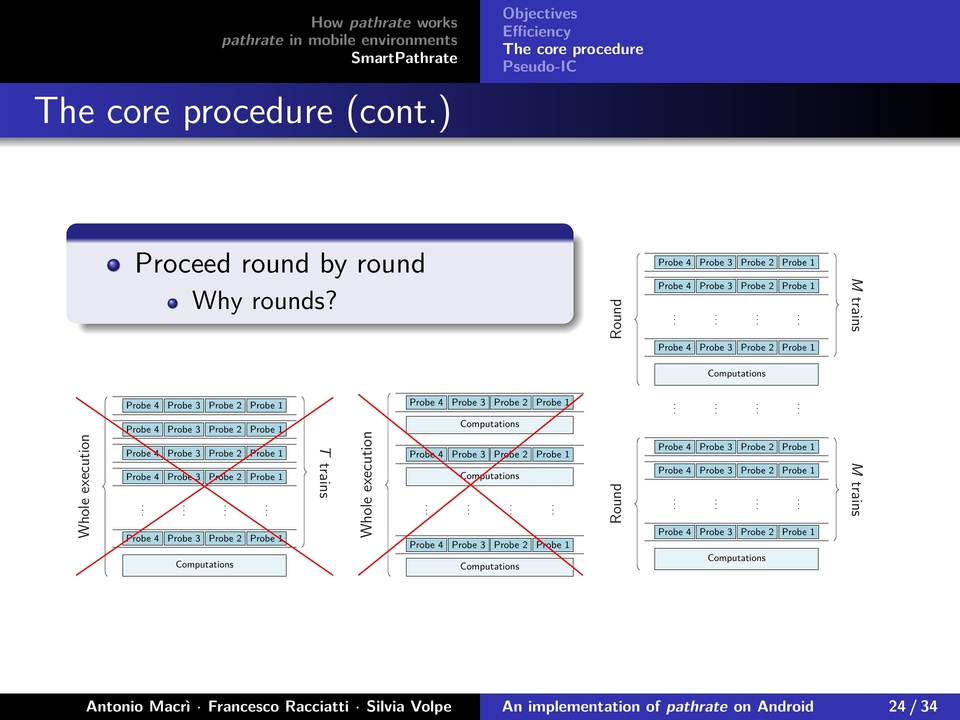 How pathrate works
pathrate in mobile environments
SmartPathrate
Objectives
Efficiency
The core procedure
Pseudo-IC
The core procedure (cont.)
Proceed round by round
Why rounds?
Whole execution
Probe 4 Probe 3 Probe 2 Probe 1
Probe 4 Probe 3 Probe 2 Probe 1
Probe 4 Probe 3 Probe 2 Probe 1
Probe 4 Probe 3 Probe 2 Probe 1
⋮ ⋮ ⋮ ⋮
Probe 4 Probe 3 Probe 2 Probe 1
Computations
T trains
Whole execution
Probe 4 Probe 3 Probe 2 Probe 1
Computations
Probe 4 Probe 3 Probe 2 Probe 1
Computations
⋮ ⋮ ⋮ ⋮
Probe 4 Probe 3 Probe 2 Probe 1
Computations
Round
Probe 4 Probe 3 Probe 2 Probe 1
Probe 4 Probe 3 Probe 2 Probe 1
⋮ ⋮ ⋮ ⋮
Probe 4 Probe 3 Probe 2 Probe 1
Computations
M trains
⋮ ⋮ ⋮ ⋮
Round
Probe 4 Probe 3 Probe 2 Probe 1
Probe 4 Probe 3 Probe 2 Probe 1
⋮ ⋮ ⋮ ⋮
Probe 4 Probe 3 Probe 2 Probe 1
Computations
M trains
Antonio Macrì · Francesco Racciatti · Silvia Volpe
An implementation of pathrate on Android
24 / 34